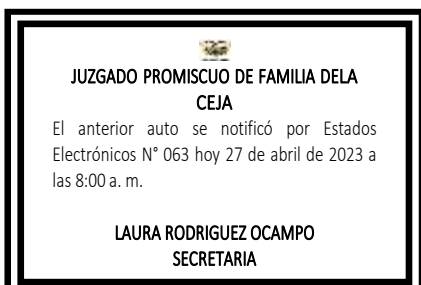 JUZGADO PROMISCUO DE FAMILIA DELA
CEJA
El anterior auto se notificó por Estados
Electrónicos N° 063 hoy 27 de abril de 2023 a
las 8:00 a. m.
LAURA RODRIGUEZ OCAMPO
SECRETARIA